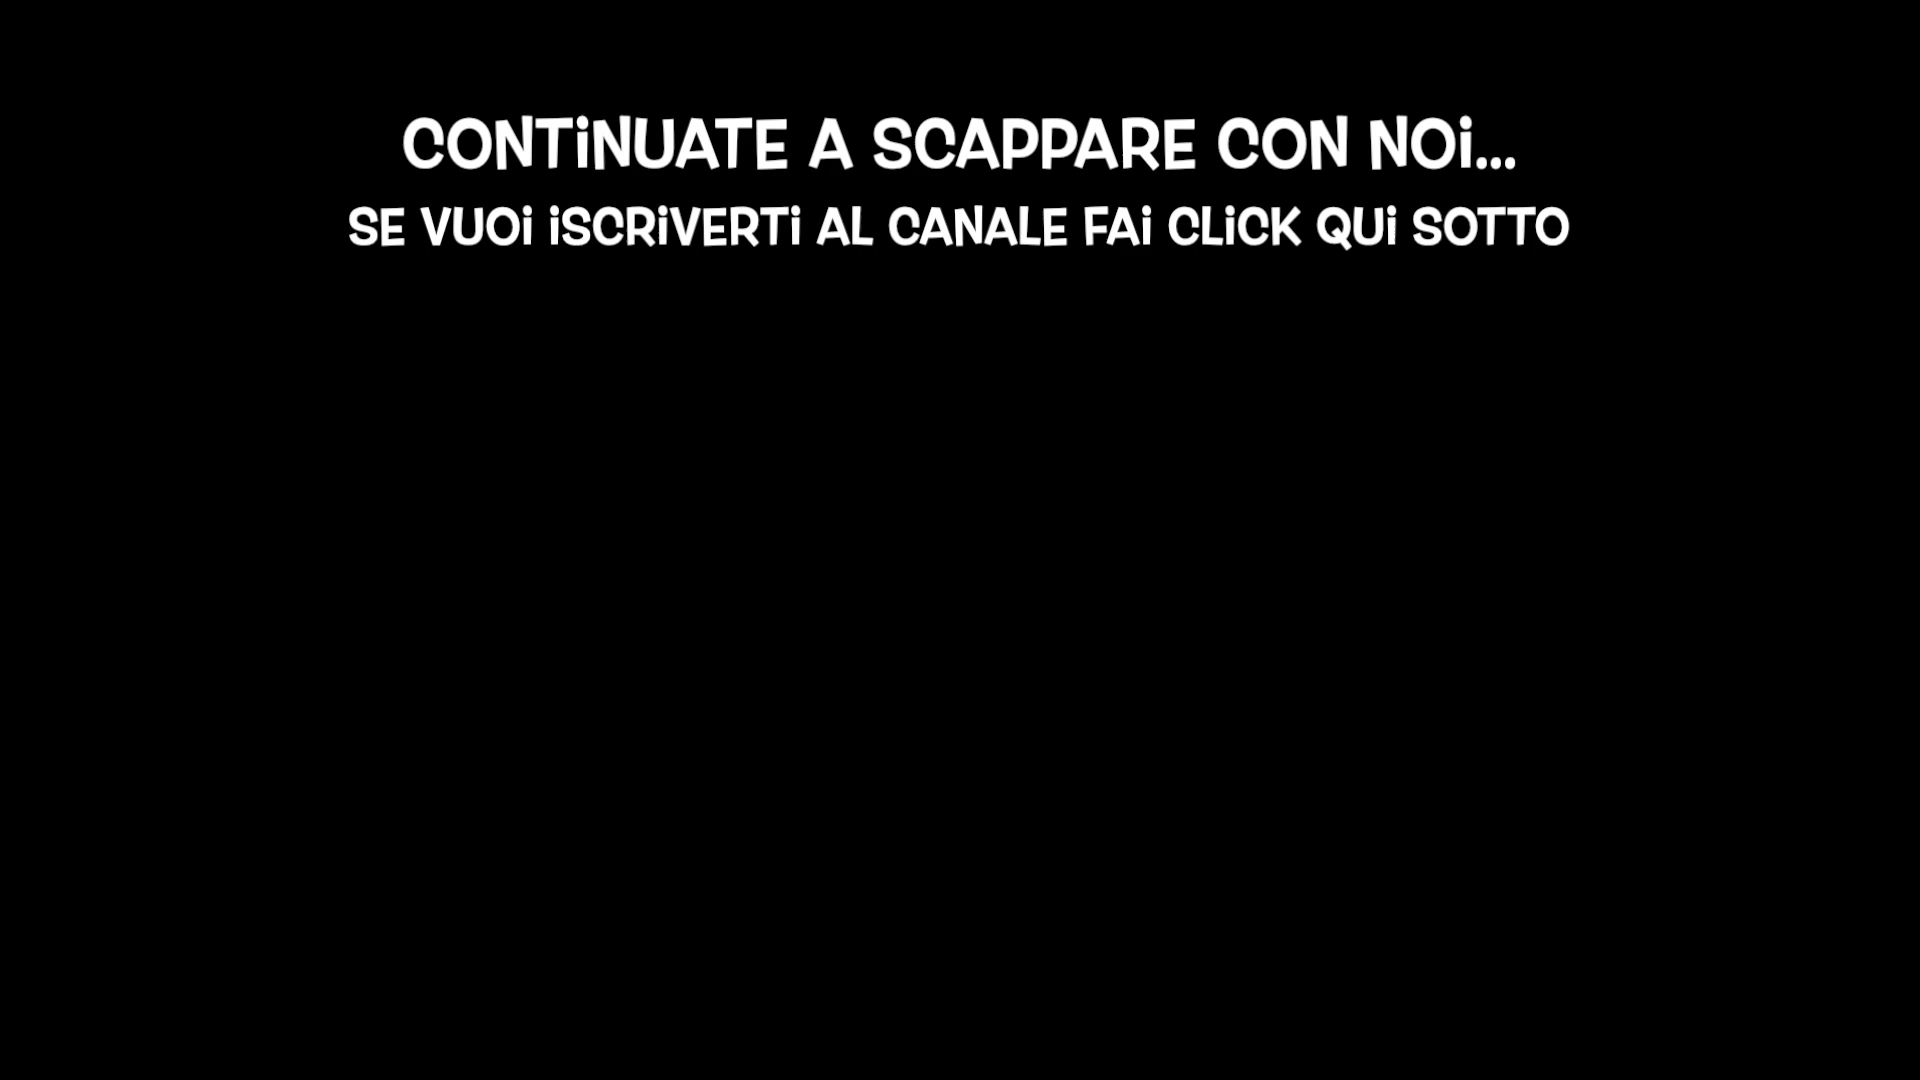 CONTiNUATE A SCAPPARE CON NOi...
SE VUOi iSCRiVERTi AL CANALE FAi CLiCK QUi SOTTO